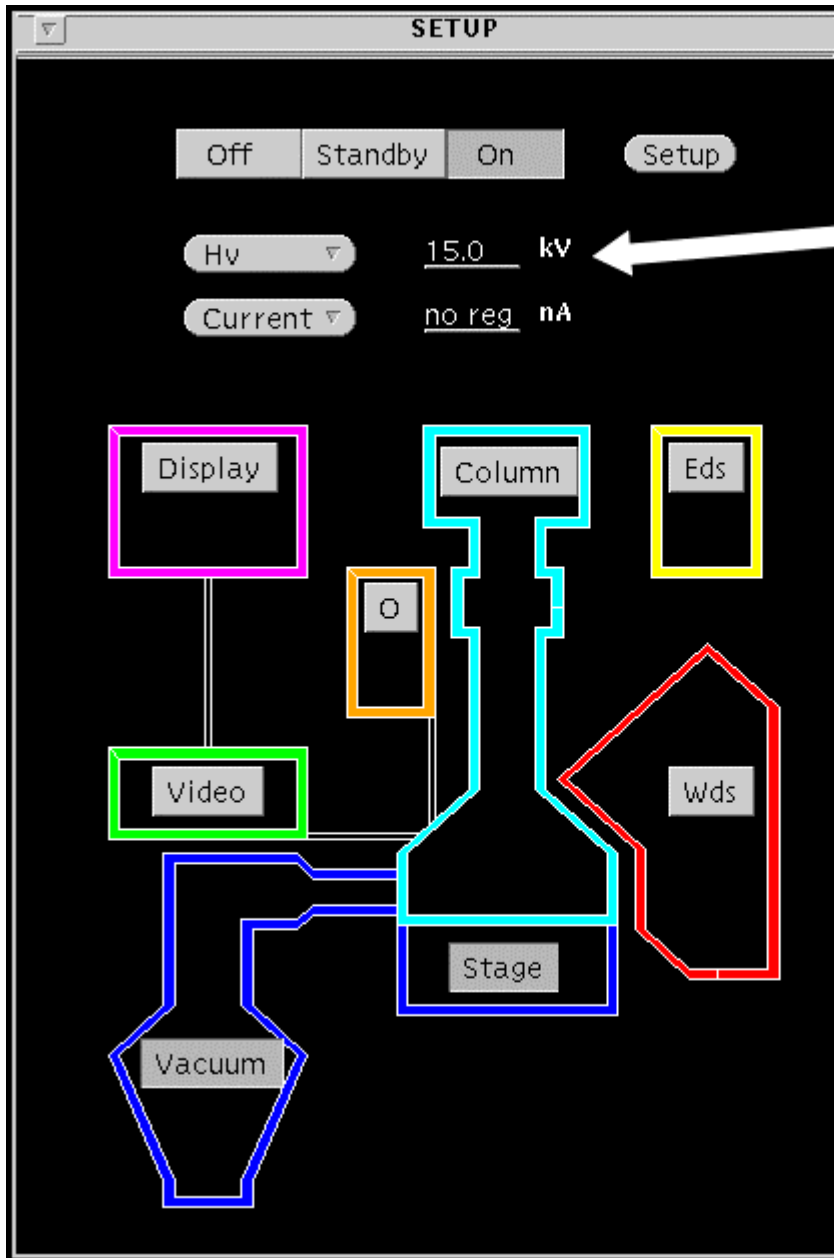 SETUP
Off Standby On Setup
Hv 15.0 kV
Current no reg nA
Display Column Eds
O
Video Wds
Stage
Vacuum